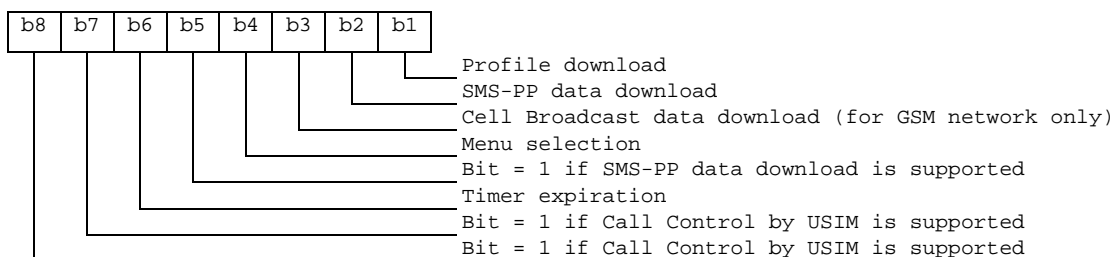 b8 b7 b6 b5 b4 b3 b2 b1
Profile download
SMS-PP data download
Cell Broadcast data download (for GSM network only)
Menu selection
Bit = 1 if SMS-PP data download is supported
Timer expiration
Bit = 1 if Call Control by USIM is supported
Bit = 1 if Call Control by USIM is supported